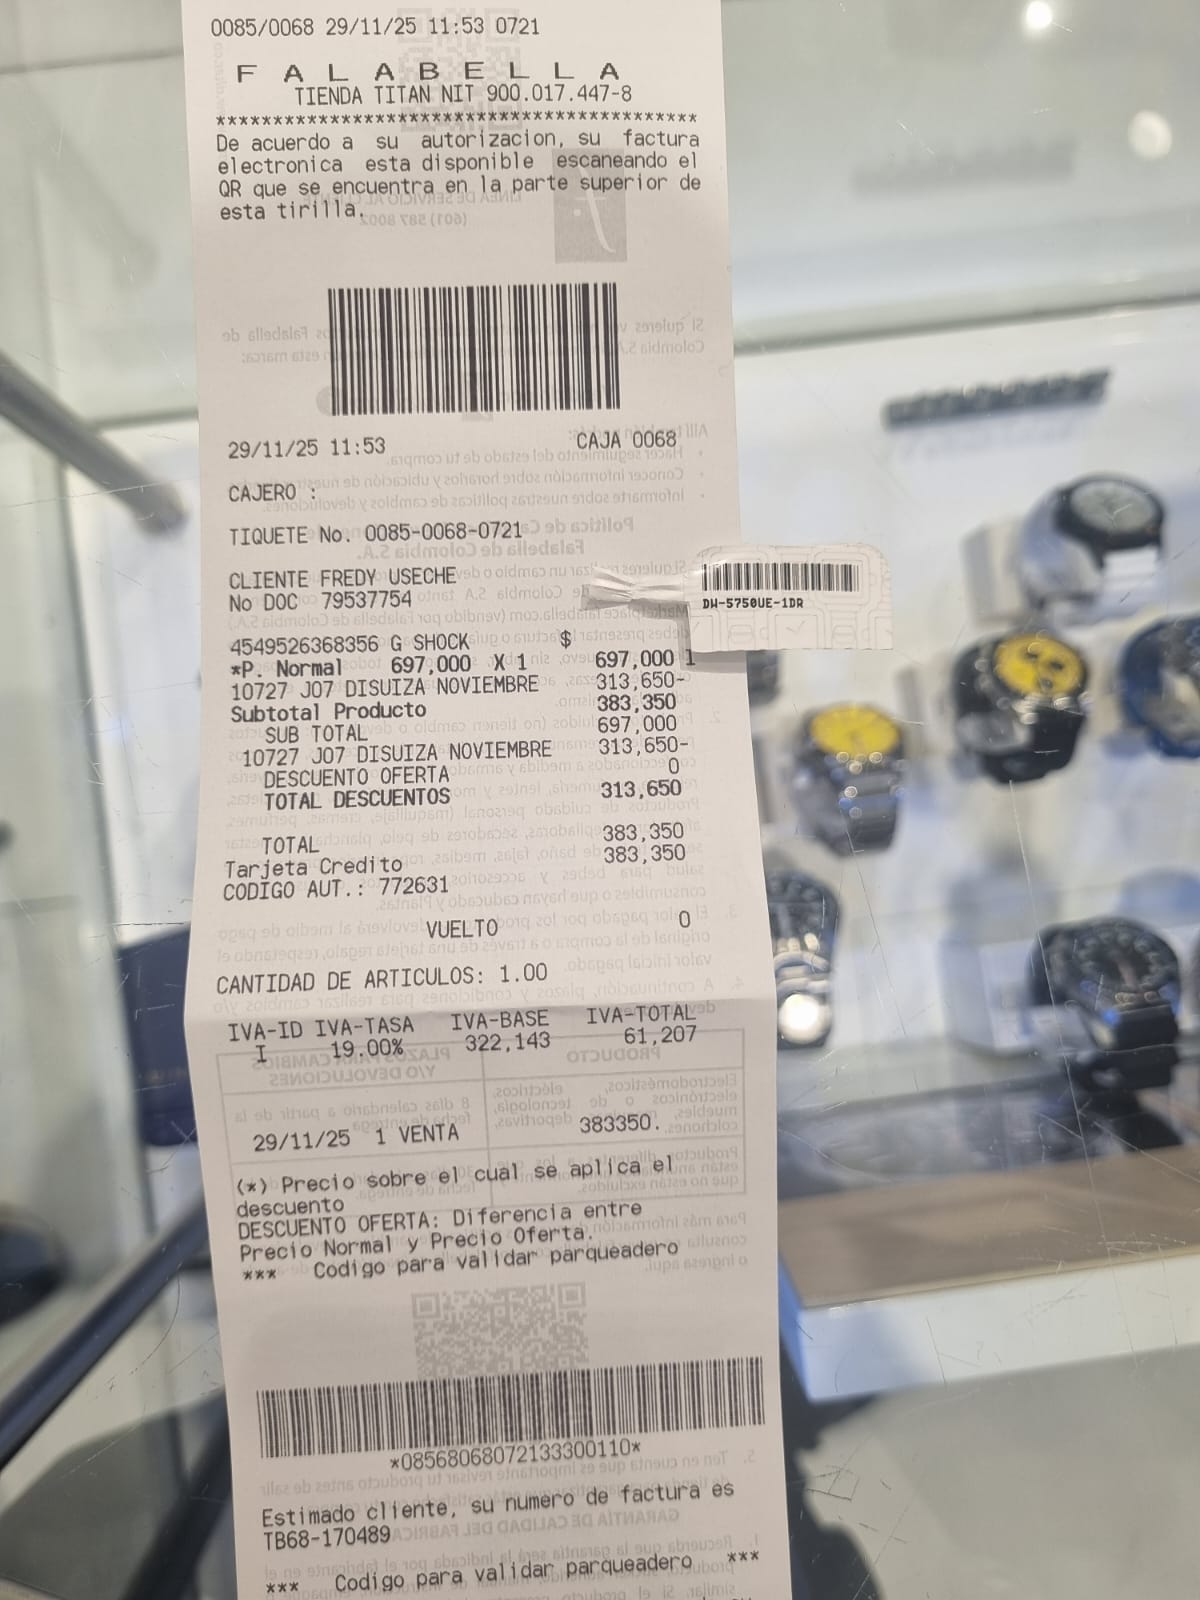 0085/0068 29/11/25 11:53 0721
F A L A B E L L A
TIENDA TITAN NIT 900.017.447-8
******************************************
De acuerdo a su autorizacion, su factura
electronica esta disponible escaneando el
QR que se encuentra en la parte superior de
esta tirilla.
29/11/25 11:53 CAJA 0068
CAJERO :
TIQUETE No. 0085-0068-0721
CLIENTE FREDY USECHE
No DOC 79537754
DW-5750UE-1DR
4549526368356 G SHOCK $
*P. Normal 697,000 X 1 697,000 I
10727 J07 DISUIZA NOVIEMBRE 313,650-
Subtotal Producto 383,350
SUB TOTAL 697,000
10727 J07 DISUIZA NOVIEMBRE 313,650-
DESCUENTO OFERTA 0
TOTAL DESCUENTOS 313,650
TOTAL 383,350
Tarjeta Credito 383,350
CODIGO AUT.: 772631
VUELTO 0
CANTIDAD DE ARTICULOS: 1.00
IVA-ID IVA-TASA IVA-BASE IVA-TOTAL
I 19.00% 322,143 61,207
29/11/25 1 VENTA 383350.
(*) Precio sobre el cual se aplica el
descuento
DESCUENTO OFERTA: Diferencia entre
Precio Normal y Precio Oferta.
*** Codigo para validar parqueadero
*08568068072133300110*
Estimado cliente, su numero de factura es
TB68-170489
*** Codigo para validar parqueadero ***